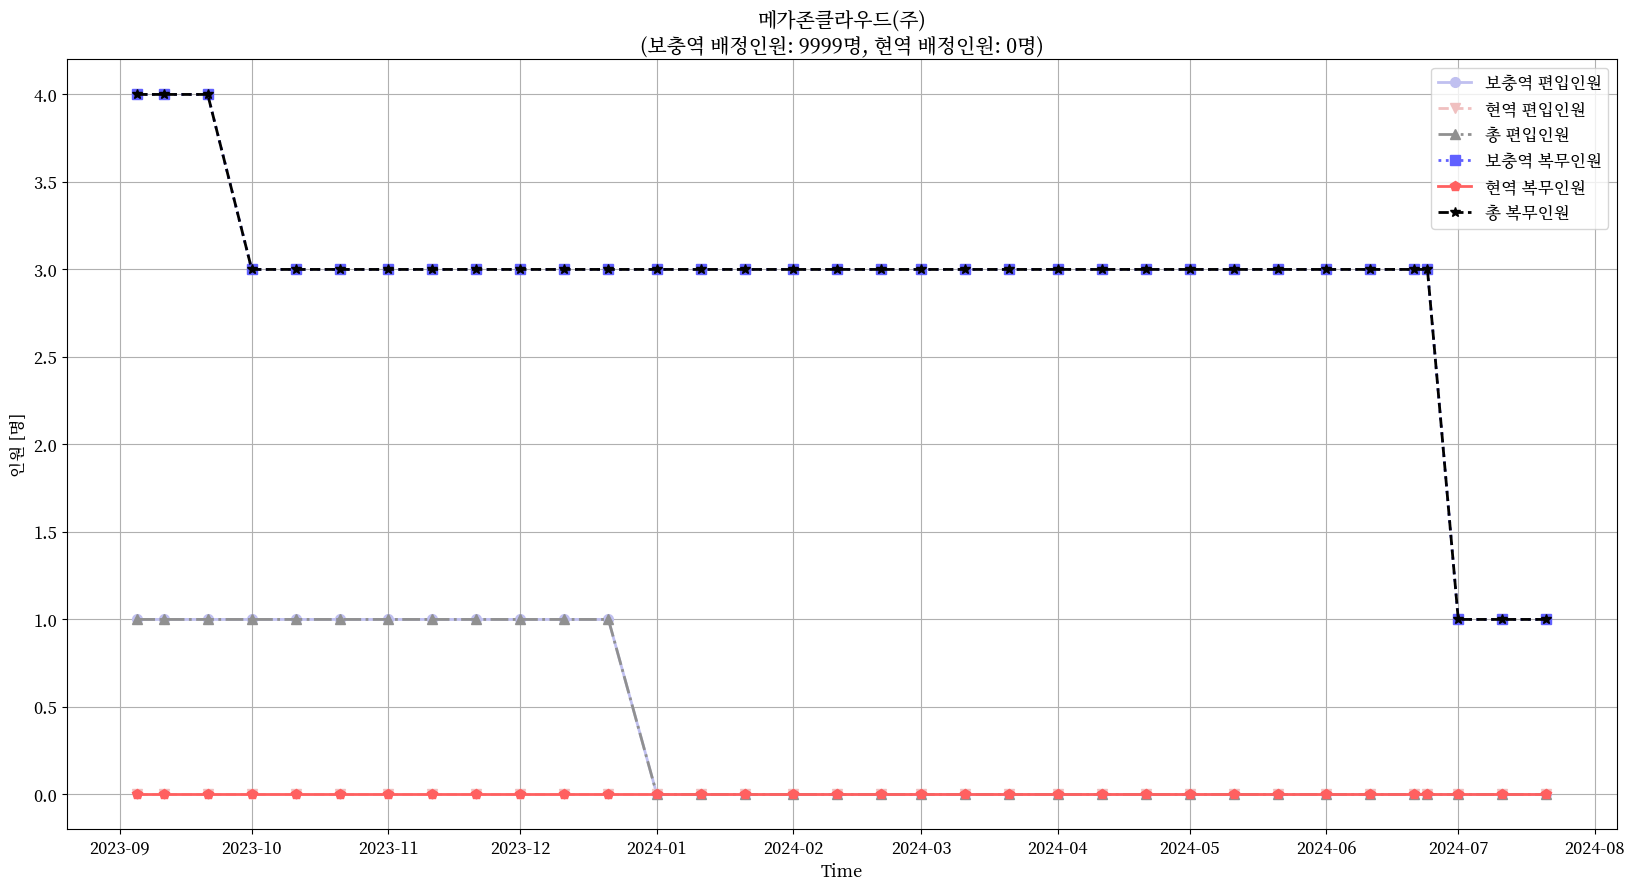 메가존클라우드(주)
(보충역 배정인원: 9999명, 현역 배정인원: 0명)
보충역 편입인원
현역 편입인원
총 편입인원
보충역 복무인원
현역 복무인원
총 복무인원
인원 [명]
4.0
3.5
3.0
2.5
2.0
1.5
1.0
0.5
0.0
2023-09 2023-10 2023-11 2023-12 2024-01 2024-02 2024-03 2024-04 2024-05 2024-06 2024-07 2024-08
Time